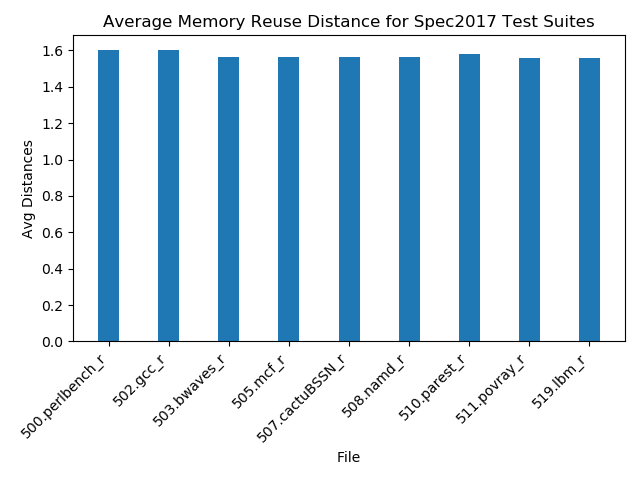 Average Memory Reuse Distance for Spec2017 Test Suites
Avg Distances
1.6
1.4
1.2
1.0
0.8
0.6
0.4
0.2
0.0
500.perlbench_r
502.gcc_r
503.bwaves_r
505.mcf_r
507.cactuBSSN_r
508.namd_r
510.parest_r
511.povray_r
519.lbm_r
File